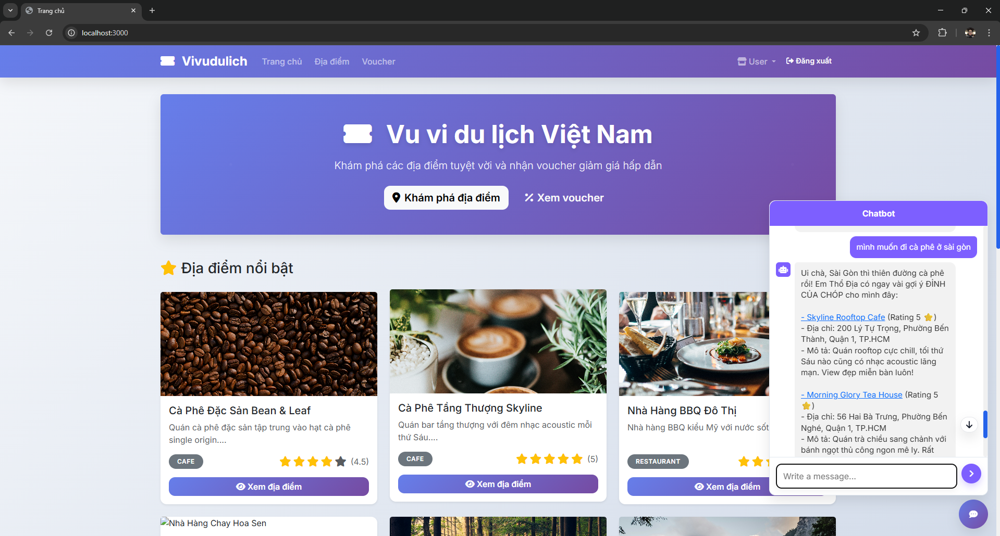 Trang chủ
localhost:3000
Vivudulich
Trang chủ
Địa điểm
Voucher
User
Đăng xuất
Vu vi du lịch Việt Nam
Khám phá các địa điểm tuyệt vời và nhận voucher giảm giá hấp dẫn
Khám phá địa điểm
Xem voucher
Địa điểm nổi bật
Cà Phê Đặc Sản Bean & Leaf
Quán cà phê đặc sản tập trung vào hạt cà phê
single origin....
CAFE
(4.5)
Xem địa điểm
Cà Phê Tầng Thượng Skyline
Quán bar tầng thượng với đêm nhạc acoustic mỗi
thứ Sáu....
CAFE
(5)
Xem địa điểm
Nhà Hàng BBQ Đô Thị
Nhà hàng BBQ kiểu Mỹ với nước sốt
RESTAURANT
Xem địa điểm
Nhà Hàng Chay Hoa Sen
Chatbot
mình muốn đi cà phê ở sài gòn
Ui chà, Sài Gòn thì thiên đường cà phê
rồi! Em Thổ Địa có ngay vài gợi ý ĐỈNH
CỦA CHÓP cho mình đây:
- Skyline Rooftop Cafe (Rating 5 ⭐)
- Địa chỉ: 200 Lý Tự Trọng, Phường Bến
Thành, Quận 1, TP.HCM
- Mô tả: Quán rooftop cực chill, tối thứ
Sáu nào cũng có nhạc acoustic lãng
mạn. View đẹp miễn bàn luôn!
- Morning Glory Tea House (Rating 5
⭐)
- Địa chỉ: 56 Hai Bà Trưng, Phường Bến
Nghé, Quận 1, TP.HCM
- Mô tả: Quán trà chiều sang chảnh với
bánh ngọt thủ công ngon mê ly. Rất
Write a message...